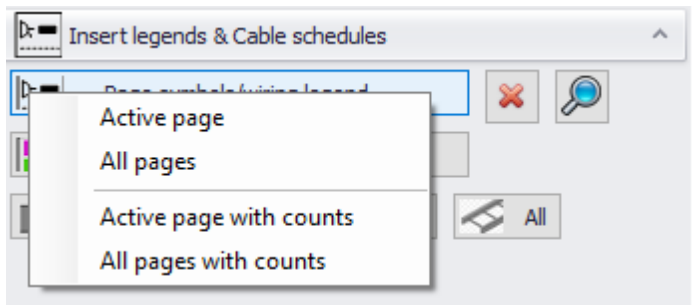 Insert legends & Cable schedules
Active page
All pages
Active page with counts
All pages with counts
All